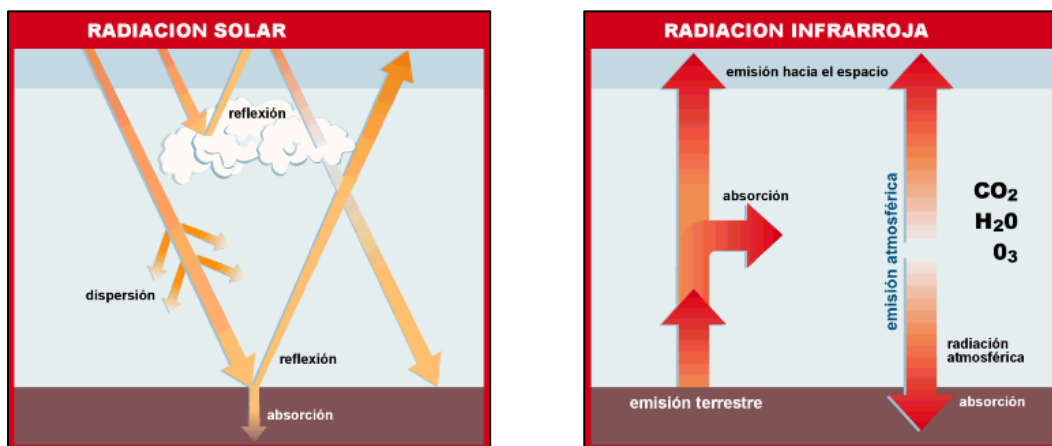 RADIACION SOLAR
reflexión
dispersión
reflexión
absorción
RADIACION INFRARROJA
emisión hacia el espacio
absorción
emisión atmosférica
CO2
H20
03
radiación
atmosférica
emisión terrestre
absorción